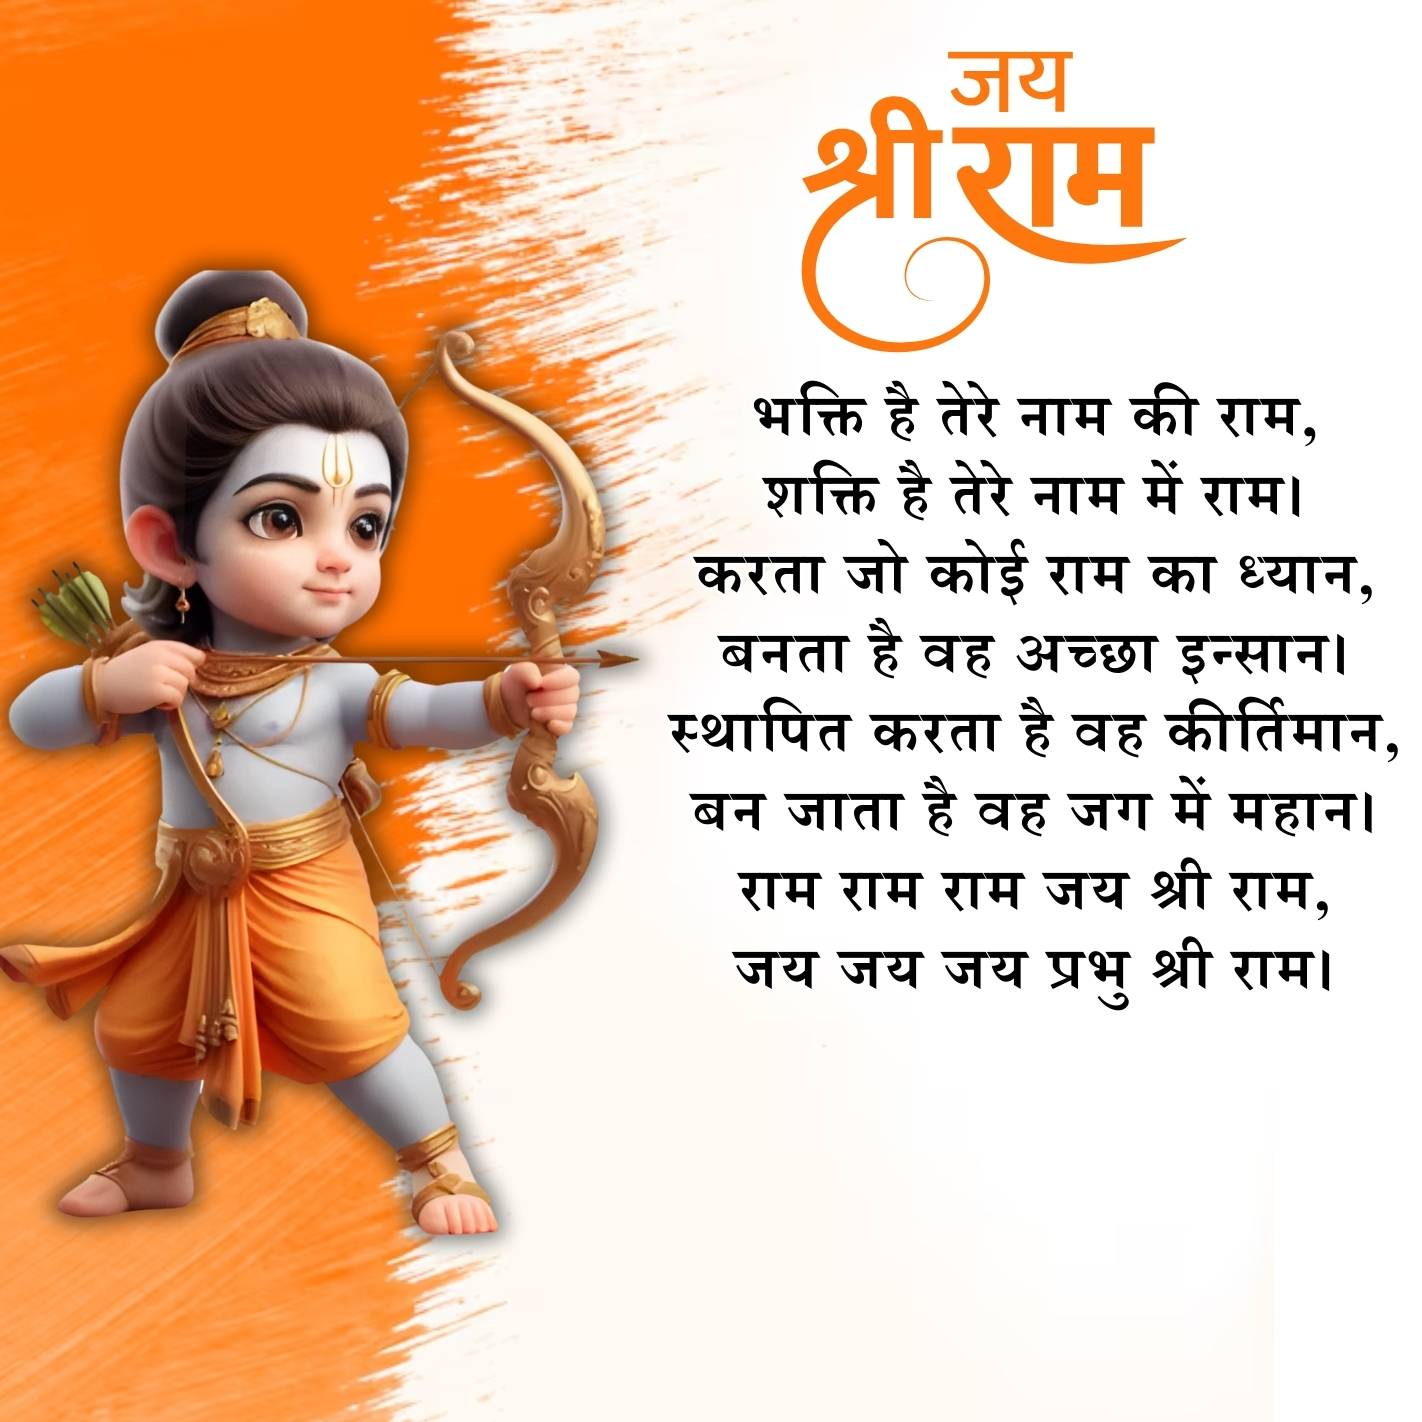 जय
श्री राम
भक्ति है तेरे नाम की राम,
शक्ति है तेरे नाम में राम।
करता जो कोई राम का ध्यान,
बनता है वह अच्छा इन्सान।
स्थापित करता है वह कीर्तिमान,
बन जाता है वह जग में महान।
राम राम राम जय श्री राम,
जय जय जय प्रभु श्री राम।